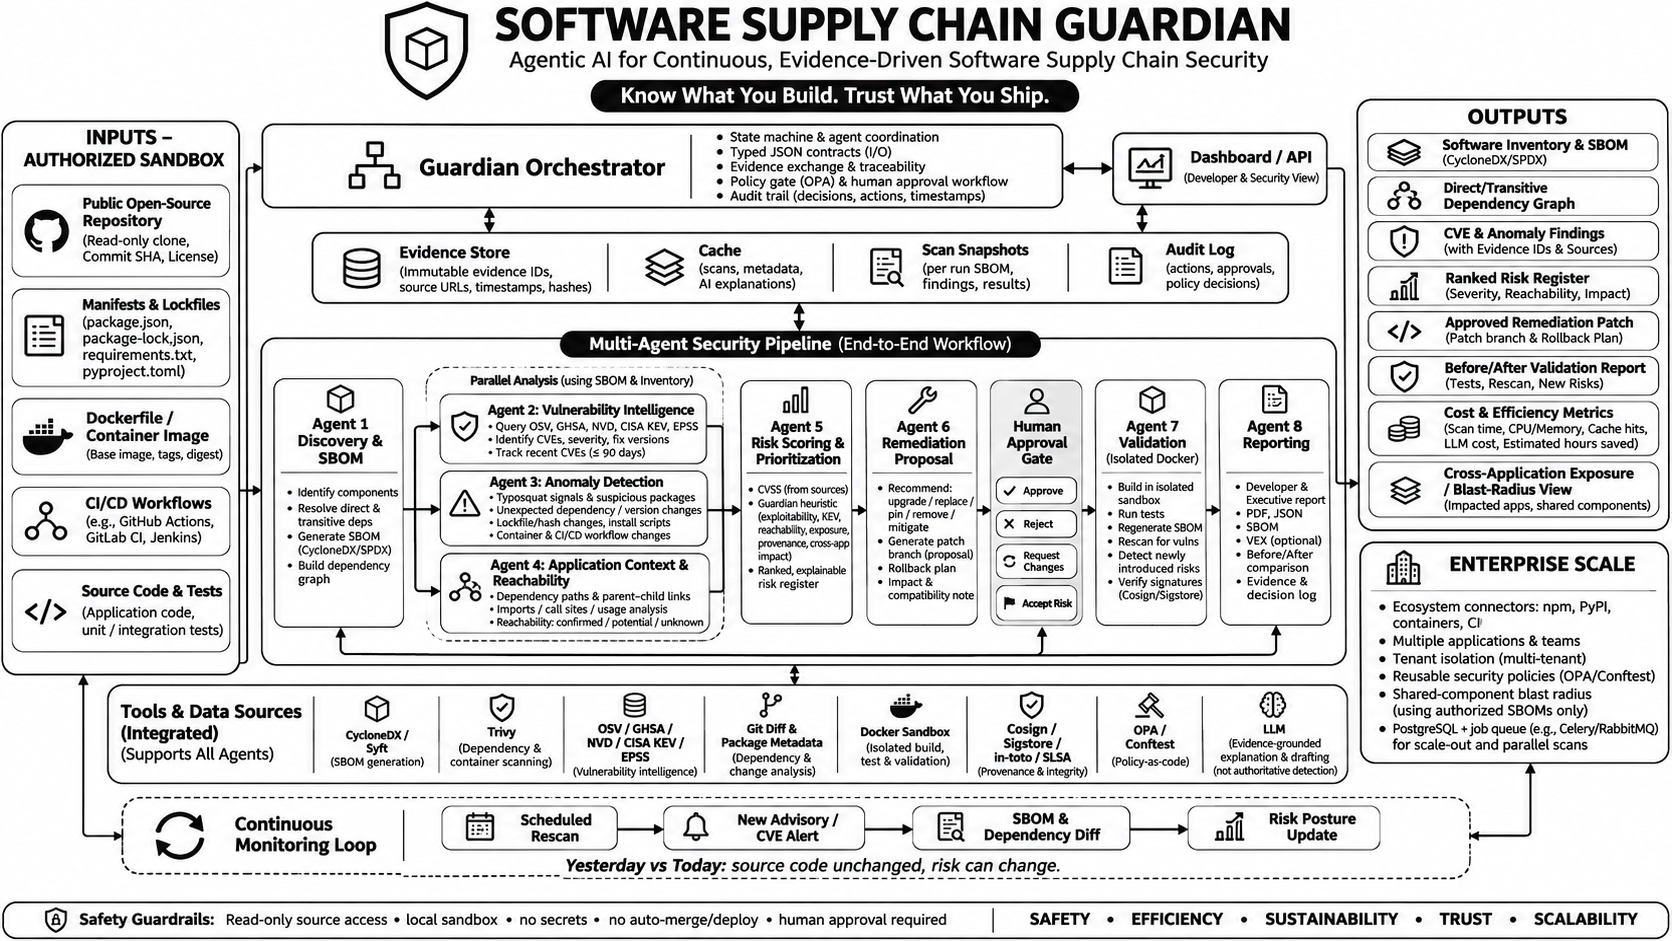 SOFTWARE SUPPLY CHAIN GUARDIAN
Agentic AI for Continuous, Evidence-Driven Software Supply Chain Security
Know What You Build. Trust What You Ship.
INPUTS –
AUTHORIZED SANDBOX
Public Open-Source
Repository
(Read-only clone,
Commit SHA, License)
Manifests & Lockfiles
(package.json,
package-lock.json,
requirements.txt,
pyproject.toml)
Dockerfile /
Container Image
(Base image, tags, digest)
CI/CD Workflows
(e.g., GitHub Actions,
GitLab CI, Jenkins)
Source Code & Tests
(Application code,
unit / integration tests)
Guardian Orchestrator
• State machine & agent coordination
• Typed JSON contracts (I/O)
• Evidence exchange & traceability
• Policy gate (OPA) & human approval workflow
• Audit trail (decisions, actions, timestamps)
Dashboard / API
(Developer & Security View)
Evidence Store
(Immutable evidence IDs,
source URLs, timestamps, hashes)
Cache
(scans, metadata,
AI explanations)
Scan Snapshots
(per run SBOM,
findings, results)
Audit Log
(actions, approvals,
policy decisions)
Multi-Agent Security Pipeline (End-to-End Workflow)
Agent 1
Discovery &
SBOM
• Identify components
• Resolve direct &
transitive deps
• Generate SBOM
(CycloneDX/SPDX)
• Build dependency
graph
Parallel Analysis (using SBOM & Inventory)
Agent 2: Vulnerability Intelligence
• Query OSV, GHSA, NVD, CISA KEV, EPSS
• Identify CVEs, severity, fix versions
• Track recent CVEs (≤ 90 days)
Agent 3: Anomaly Detection
• Typosquat signals & suspicious packages
• Unexpected dependency / version changes
• Lockfile/hash changes, install scripts
• Container & CI/CD workflow changes
Agent 4: Application Context &
Reachability
• Dependency paths & parent–child links
• Imports / call sites / usage analysis
• Reachability: confirmed / potential / unknown
Agent 5
Risk Scoring &
Prioritization
• CVSS (from sources)
• Guardian heuristic
(exploitability, KEV,
reachability, exposure,
provenance, cross-app
impact)
• Ranked, explainable
risk register
Agent 6
Remediation
Proposal
• Recommend:
upgrade / replace /
pin / remove /
mitigate
• Generate patch
branch (proposal)
• Rollback plan
• Impact &
compatibility note
Human
Approval
Gate
Approve
Reject
Request
Changes
Accept Risk
Agent 7
Validation
(Isolated Docker)
• Build in isolated
sandbox
• Run tests
• Regenerate SBOM
• Rescan for vulns
• Detect newly
introduced risks
• Verify signatures
(Cosign/Sigstore)
Agent 8
Reporting
• Developer &
Executive report
• PDF, JSON
• SBOM
• VEX (optional)
• Before/After
comparison
• Evidence &
decision log
OUTPUTS
Software Inventory & SBOM
(CycloneDX/SPDX)
Direct/Transitive
Dependency Graph
CVE & Anomaly Findings
(with Evidence IDs & Sources)
Ranked Risk Register
(Severity, Reachability, Impact)
Approved Remediation Patch
(Patch branch & Rollback Plan)
Before/After Validation Report
(Tests, Rescan, New Risks)
Cost & Efficiency Metrics
(Scan time, CPU/Memory, Cache hits,
LLM cost, Estimated hours saved)
Cross-Application Exposure
/ Blast-Radius View
(Impacted apps, shared components)
ENTERPRISE SCALE
• Ecosystem connectors: npm, PyPI,
containers, CI
• Multiple applications & teams
• Tenant isolation (multi-tenant)
• Reusable security policies (OPA/Conftest)
• Shared-component blast radius
(using authorized SBOMs only)
• PostgreSQL + job queue (e.g., Celery/RabbitMQ)
for scale-out and parallel scans
Tools & Data Sources
(Integrated)
(Supports All Agents)
CycloneDX /
Syft
(SBOM generation)
Trivy
(Dependency &
container scanning)
OSV / GHSA /
NVD / CISA KEV /
EPSS
(Vulnerability intelligence)
Git Diff &
Package Metadata
(Dependency &
change analysis)
Docker Sandbox
(Isolated build,
test & validation)
Cosign /
Sigstore /
in-toto / SLSA
(Provenance & integrity)
OPA /
Conftest
(Policy-as-code)
LLM
(Evidence-grounded
explanation & drafting
(not authoritative detection)
Continuous
Monitoring Loop
Scheduled
Rescan
New Advisory /
CVE Alert
SBOM &
Dependency Diff
Risk Posture
Update
Yesterday vs Today: source code unchanged, risk can change.
Safety Guardrails: Read-only source access • local sandbox • no secrets • no auto-merge/deploy • human approval required
SAFETY • EFFICIENCY • SUSTAINABILITY • TRUST • SCALABILITY